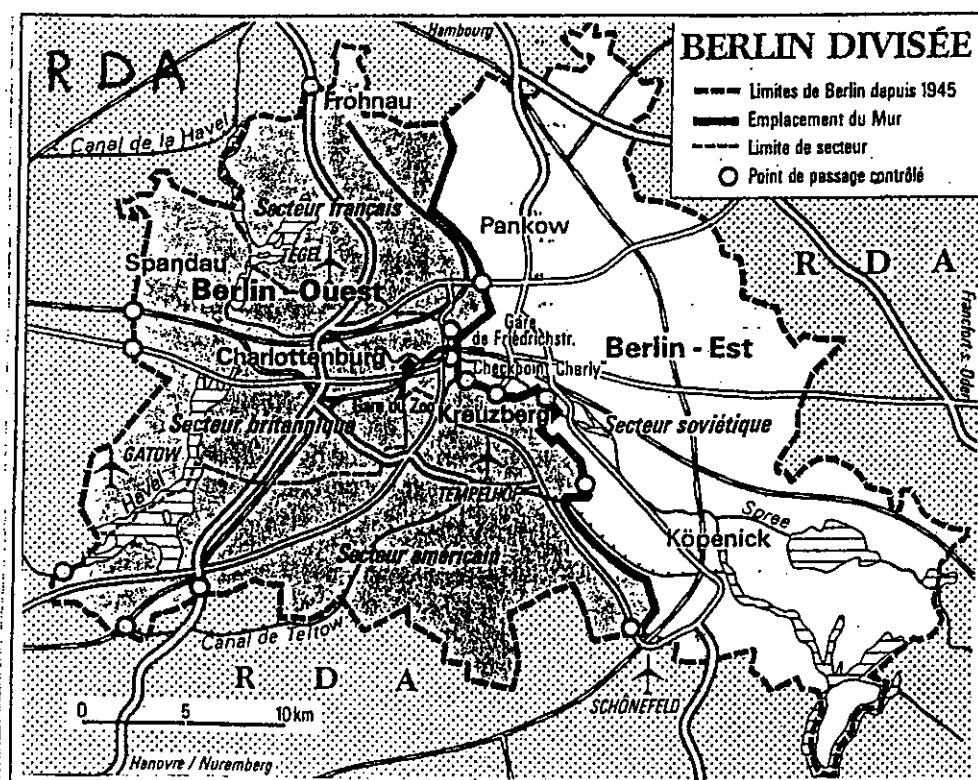 BERLIN DIVISÉE
Limites de Berlin depuis 1945
Emplacement du Mur
Limite de secteur
Point de passage contrôlé
RDA
Hambourg
Frohnau
Canal de la Havel
Secteur français
Pankow
TEGEL
Spandau
Berlin - Ouest
R D A
Francfort s. Oder
Gare
de Friedrichstr.
Berlin - Est
Charlottenburg
Checkpoint Charly
Gare du Zoo
Kreuzberg
Secteur britannique
Secteur soviétique
GATOW
Havel
TEMPELHOF
Spree
Köpenick
Secteur américain
Canal de Teltow
R D A
SCHÖNEFELD
0 5 10 km
Hanovre / Nuremberg